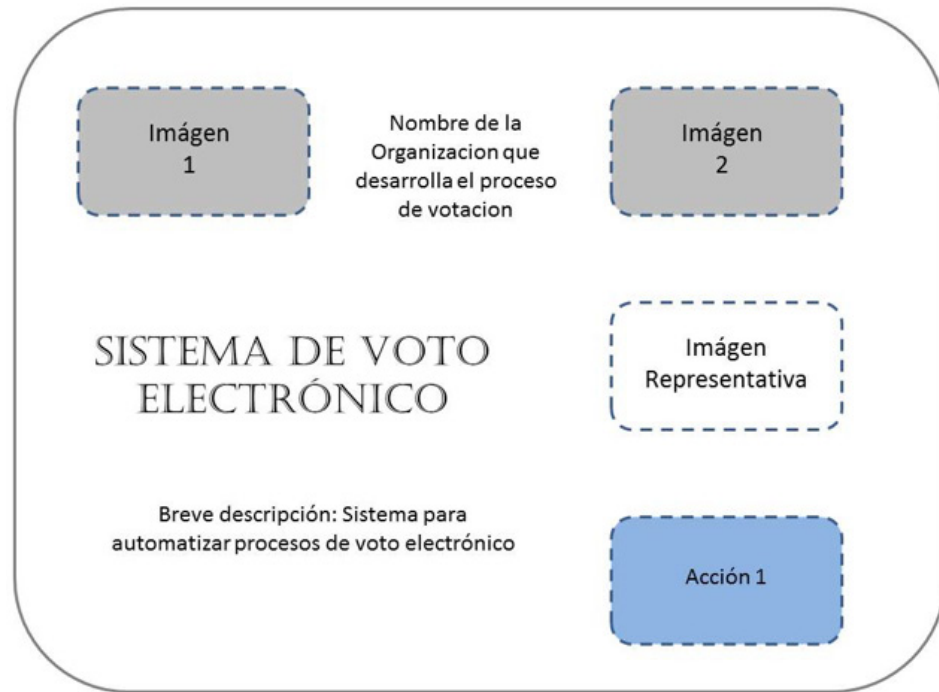 Imágen
1
Nombre de la
Organizacion que
desarrolla el proceso
de votacion
Imágen
2
SISTEMA DE VOTO
ELECTRÓNICO
Imágen
Representativa
Breve descripción: Sistema para
automatizar procesos de voto electrónico
Acción 1